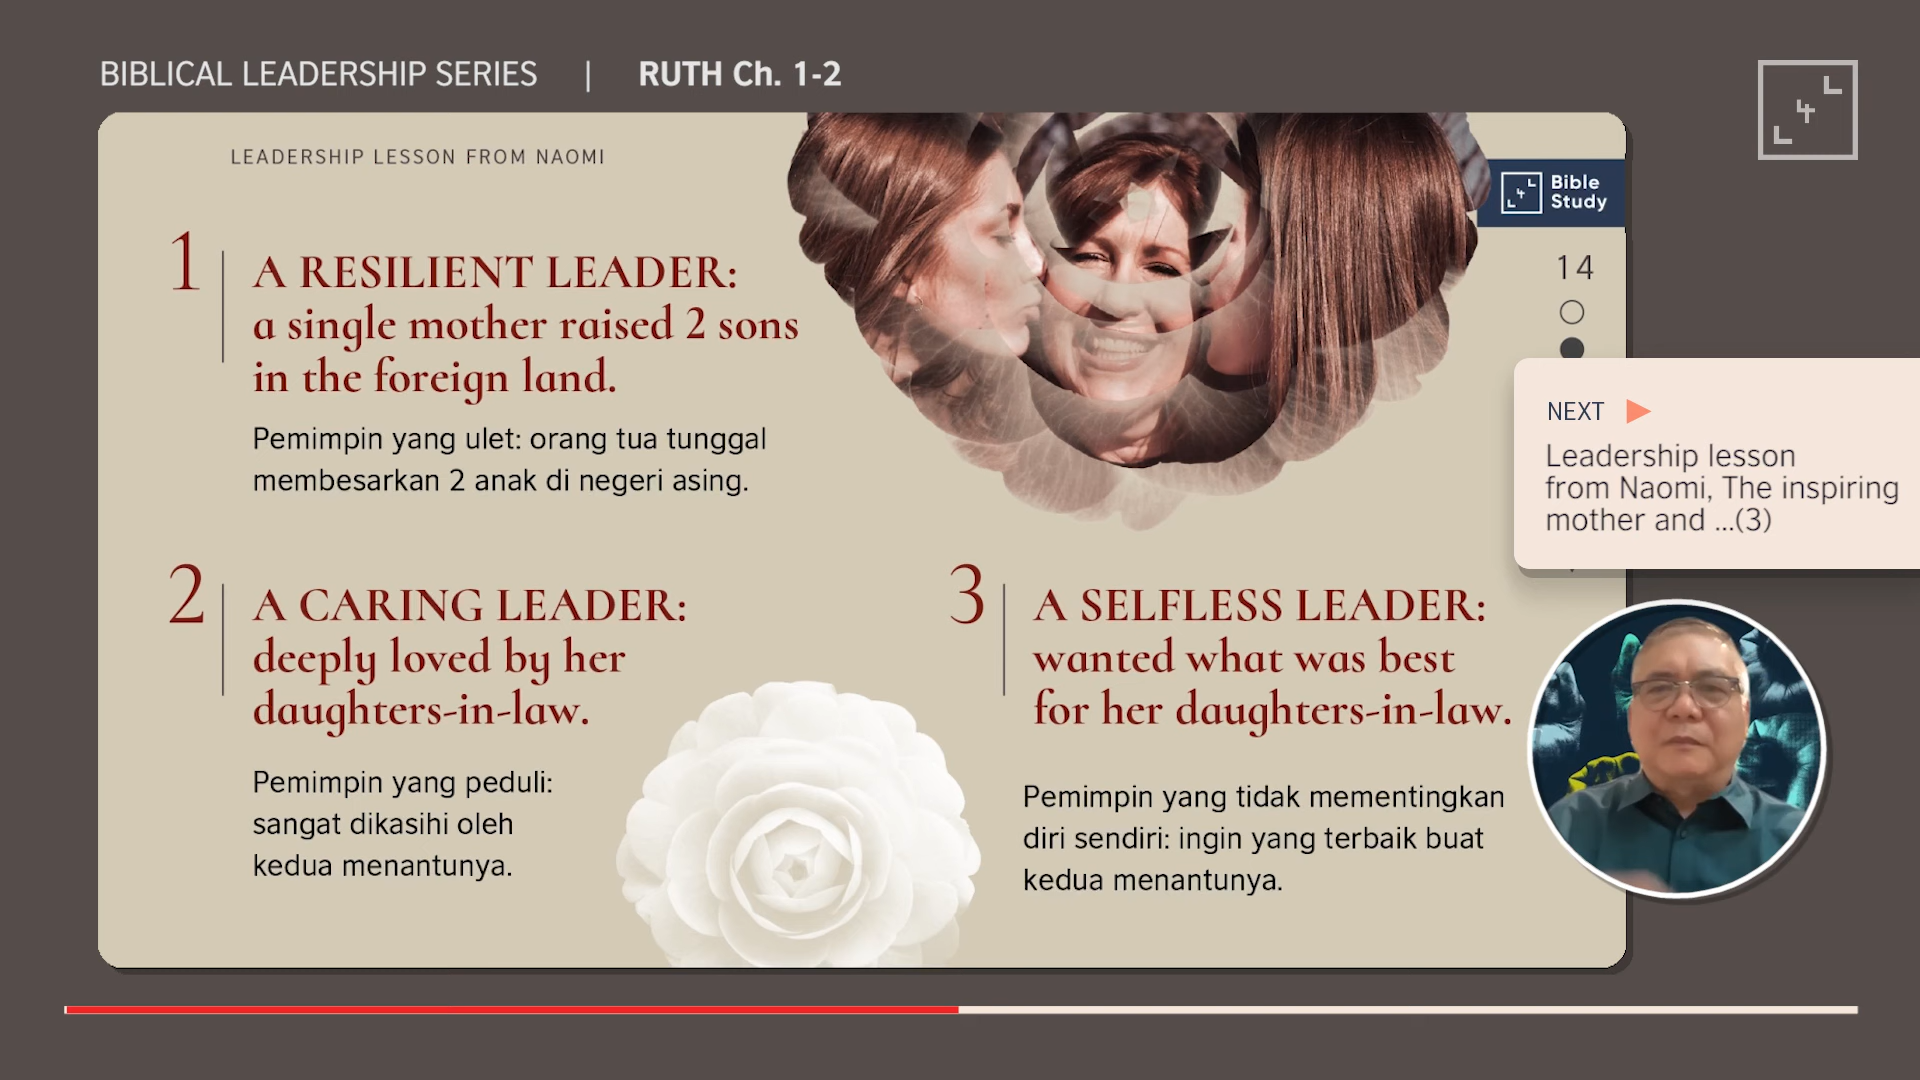 BIBLICAL LEADERSHIP SERIES | RUTH Ch. 1-2
LEADERSHIP LESSON FROM NAOMI
Bible
Study
14
1
A RESILIENT LEADER:
a single mother raised 2 sons
in the foreign land.
Pemimpin yang ulet: orang tua tunggal
membesarkan 2 anak di negeri asing.
NEXT
Leadership lesson
from Naomi, The inspiring
mother and ...(3)
2
A CARING LEADER:
deeply loved by her
daughters-in-law.
Pemimpin yang peduli:
sangat dikasihi oleh
kedua menantunya.
3
A SELFLESS LEADER:
wanted what was best
for her daughters-in-law.
Pemimpin yang tidak mementingkan
diri sendiri: ingin yang terbaik buat
kedua menantunya.